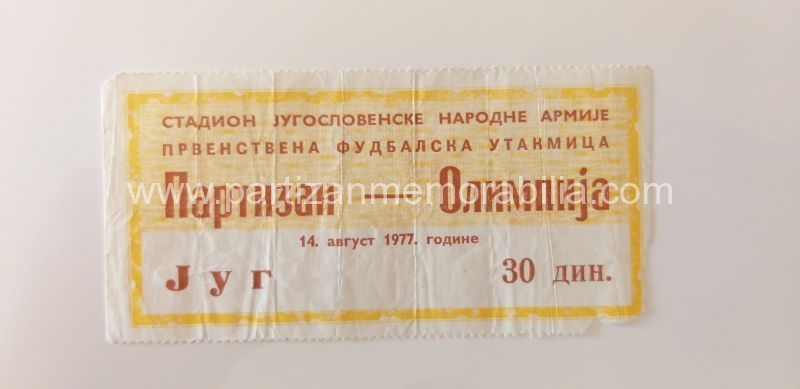 СТАДИОН ЈУГОСЛОВЕНСКЕ НАРОДНЕ АРМИЈЕ
ПРВЕНСТВЕНА ФУДБАЛСКА УТАКМИЦА
www.partizanmemorabilia.com
Партизан — Олимпија
14. август 1977. године
Југ 30 дин.